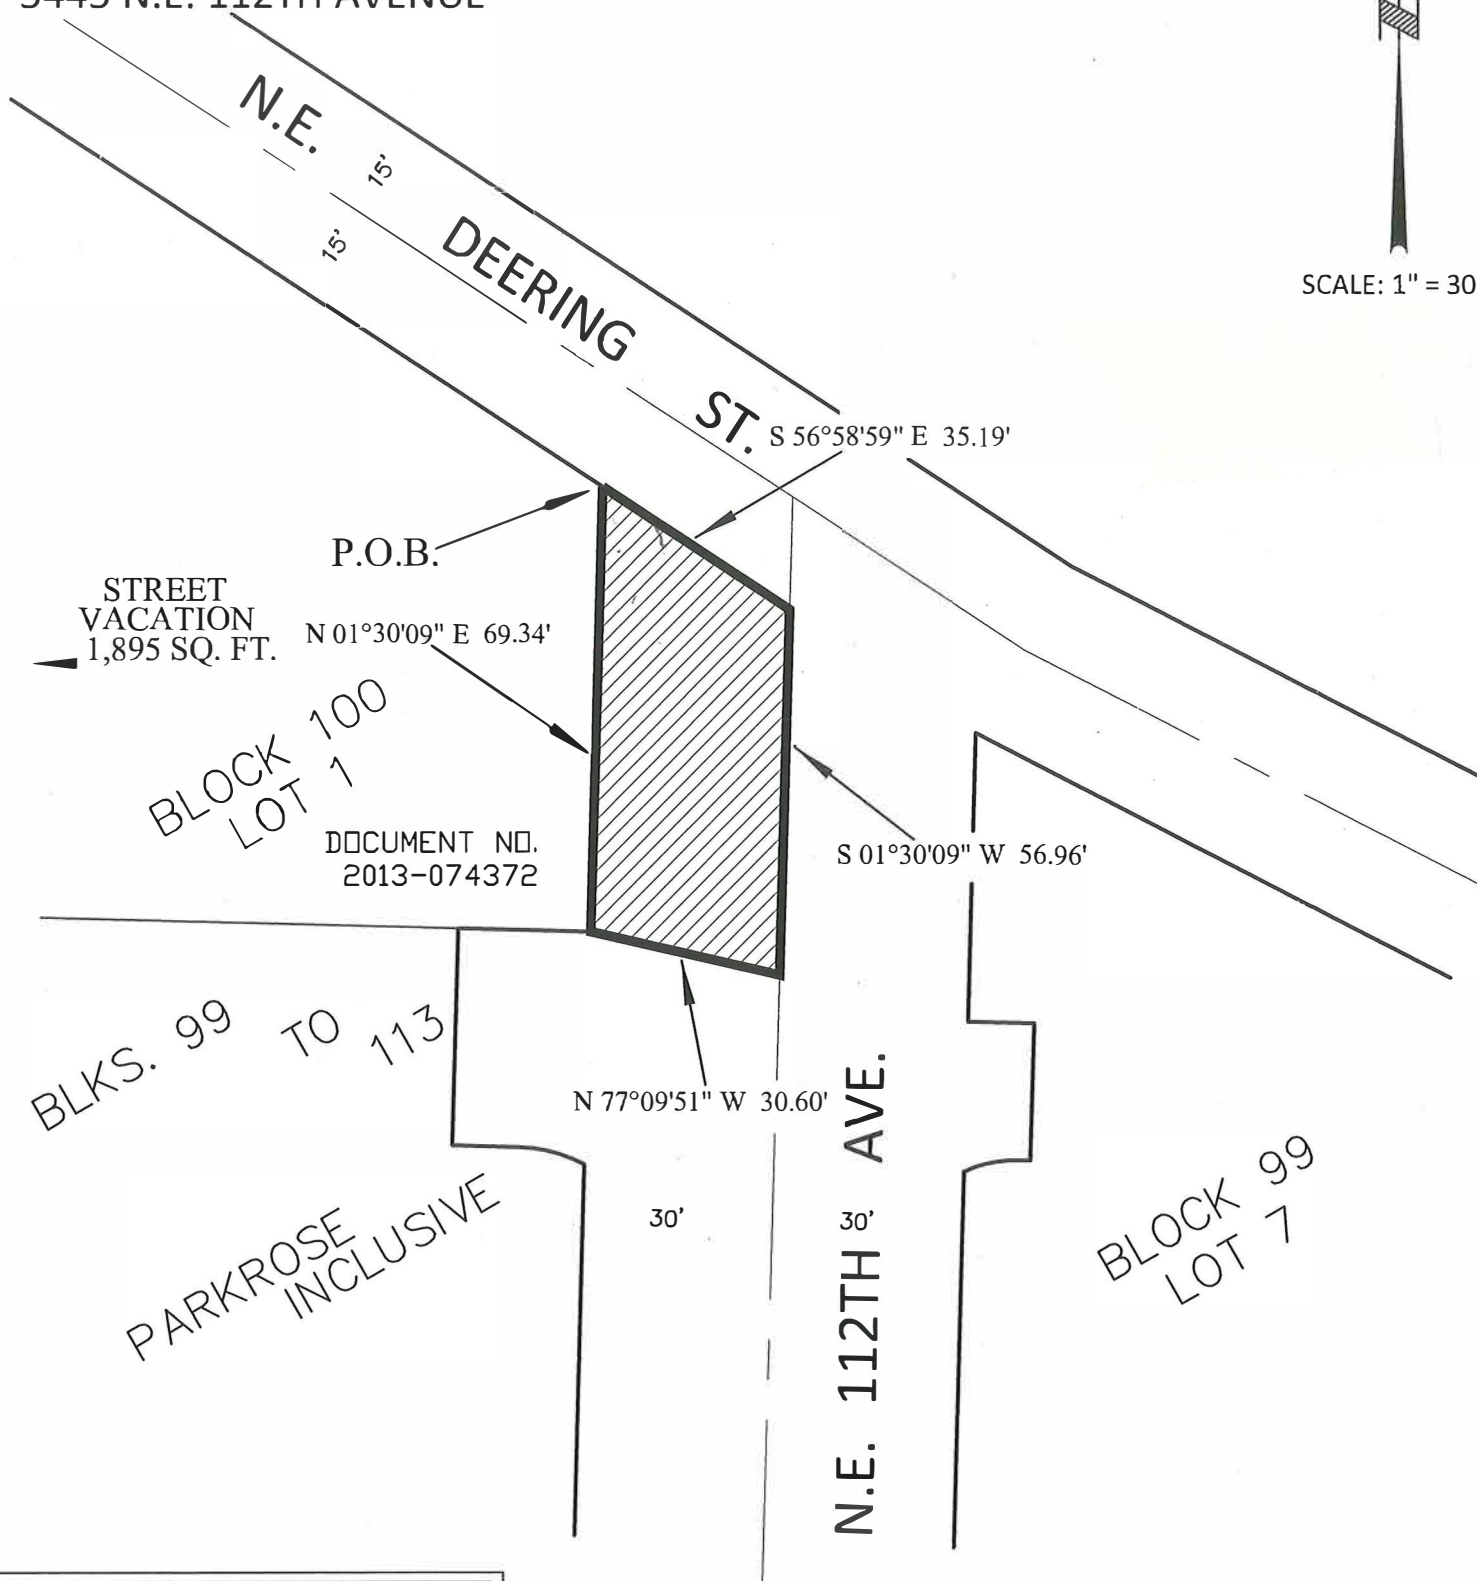 5445 N.E. 112TH AVENUE
N.E. DEERING ST.
15'
15'
SCALE: 1" = 30
S 56°58'59" E 35.19'
P.O.B.
STREET
VACATION
1,895 SQ. FT.
N 01°30'09" E 69.34'
BLOCK 100
LOT 1
DOCUMENT NO.
2013-074372
S 01°30'09" W 56.96'
BLKS. 99 TO 113
N 77°09'51" W 30.60'
PARKROSE
INCLUSIVE
30'
30'
N.E. 112TH AVE.
BLOCK 99
LOT 7